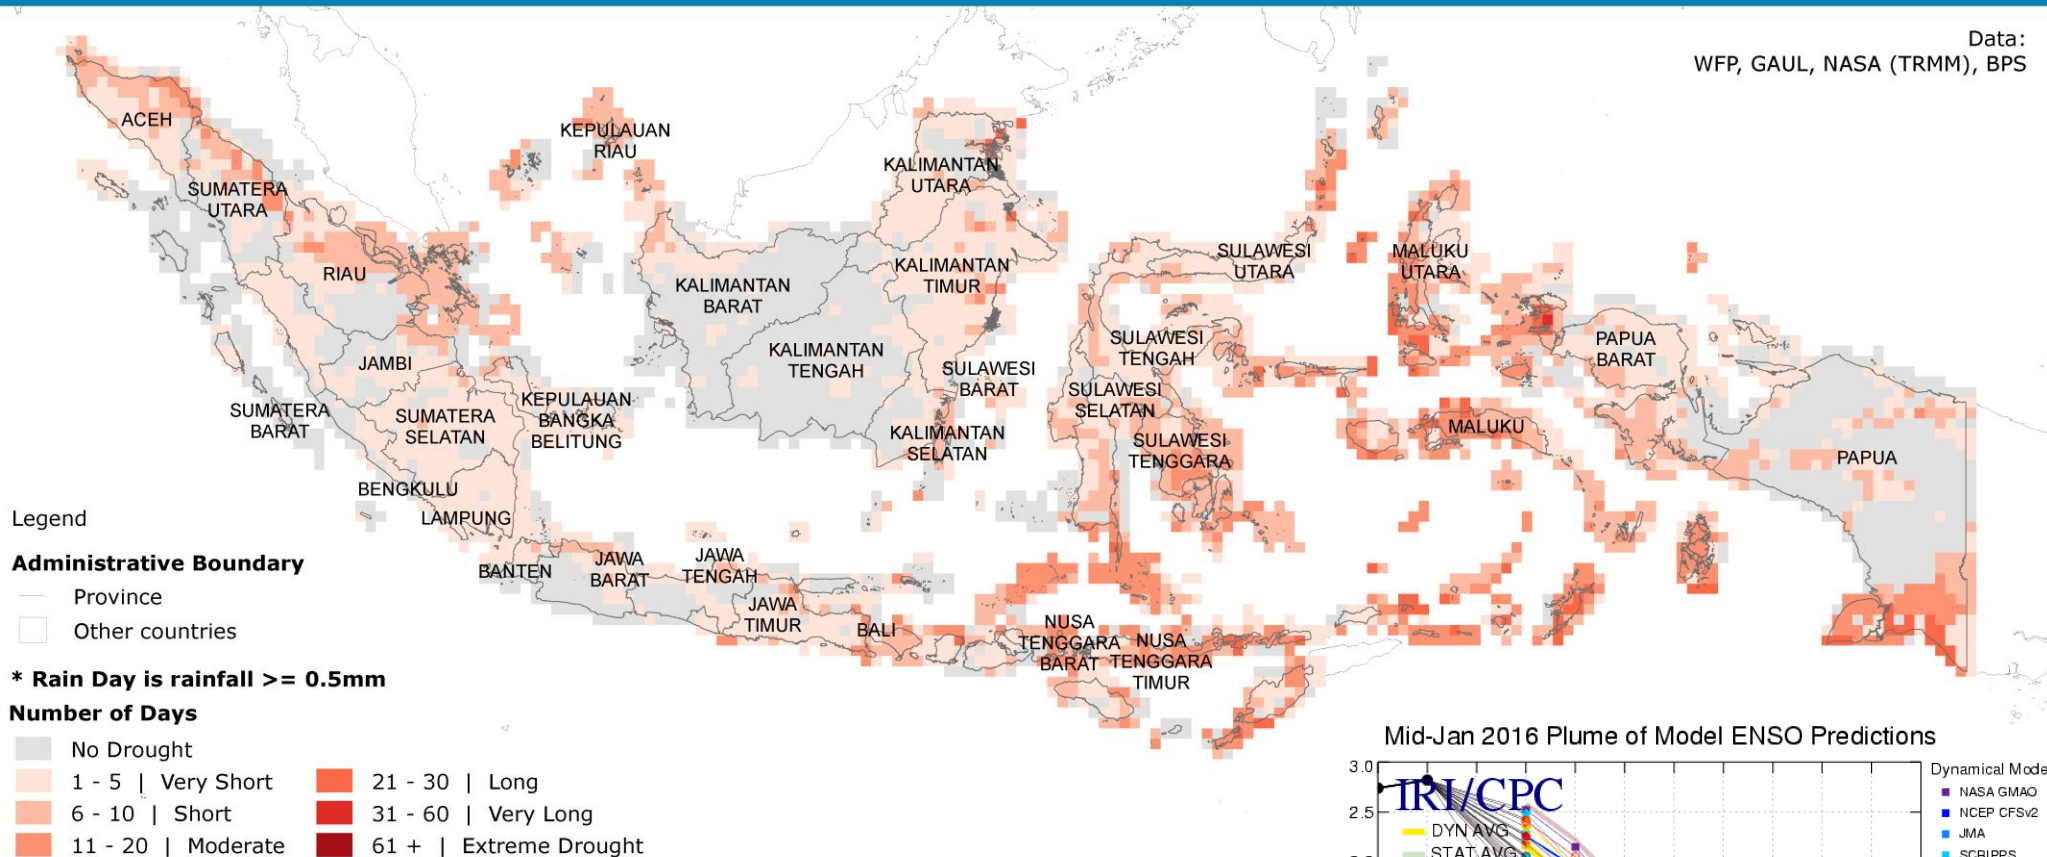 Data:
WFP, GAUL, NASA (TRMM), BPS
ACEH
KEPULAUAN
RIAU
KALIMANTAN
UTARA
SUMATERA
UTARA
RIAU
KALIMANTAN
BARAT
KALIMANTAN
TIMUR
SULAWESI
UTARA
MALUKU
UTARA
JAMBI
KALIMANTAN
TENGAH
SULAWESI
TENGAH
PAPUA
BARAT
SULAWESI
BARAT
SULAWESI
SELATAN
SUMATERA
BARAT
SUMATERA
SELATAN
KEPULAUAN
BANGKA
BELITUNG
KALIMANTAN
SELATAN
SULAWESI
TENGGARA
MALUKU
PAPUA
BENGKULU
LAMPUNG
BANTEN
JAWA
BARAT
JAWA
TENGAH
JAWA
TIMUR
BALI
NUSA
TENGGARA
BARAT
NUSA
TENGGARA
TIMUR
Legend
Administrative Boundary
Province
Other countries
* Rain Day is rainfall >= 0.5mm
Number of Days
No Drought
1 - 5 | Very Short
6 - 10 | Short
11 - 20 | Moderate
21 - 30 | Long
31 - 60 | Very Long
61 + | Extreme Drought
Mid-Jan 2016 Plume of Model ENSO Predictions
3.0
2.5
IRI/CPC
DYN AVG
STAT AVG
Dynamical Mode
NASA GMAO
NCEP CFSv2
JMA
SCRIPPS